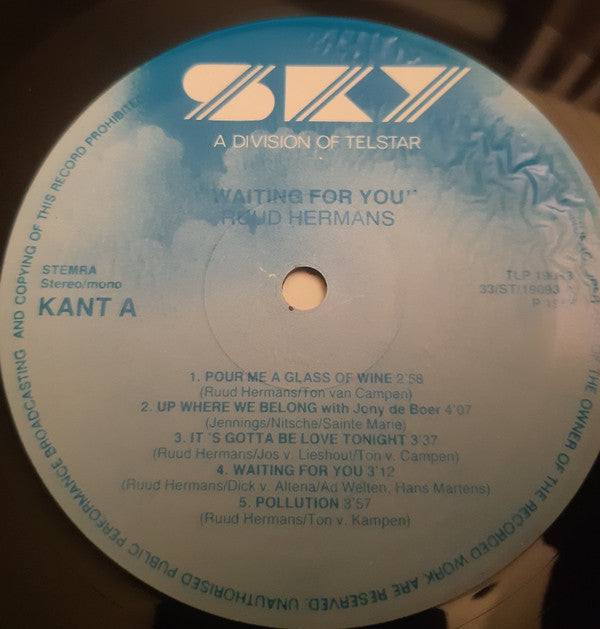 SKY
A DIVISION OF TELSTAR
"WAITING FOR YOU"
RUUD HERMANS
STEMRA
Stereo/mono
KANT A
TLP
33/ST/19093
P
1. POUR ME A GLASS OF WINE 2'58
(Ruud Hermans/Ton van Campen)
2. UP WHERE WE BELONG with Jony de Boer 4'07
(Jennings/Nitsche/Sainte Marie)
3. IT 'S GOTTA BE LOVE TONIGHT 3'37
(Ruud Hermans/Jos v. Lieshout/Ton v. Campen)
4. WAITING FOR YOU 3'12
(Ruud Hermans/Dick v. Altena/Ad Welten, Hans Martens)
5. POLLUTION 3'57
(Ruud Hermans/Ton v. Kampen)
THE OWNER OF THE RECORDED WORK ARE RESERVED. UNAUTHORISED PUBLIC PERFORMANCE BROADCASTING AND COPYING OF THIS RECORD PROHIBITED